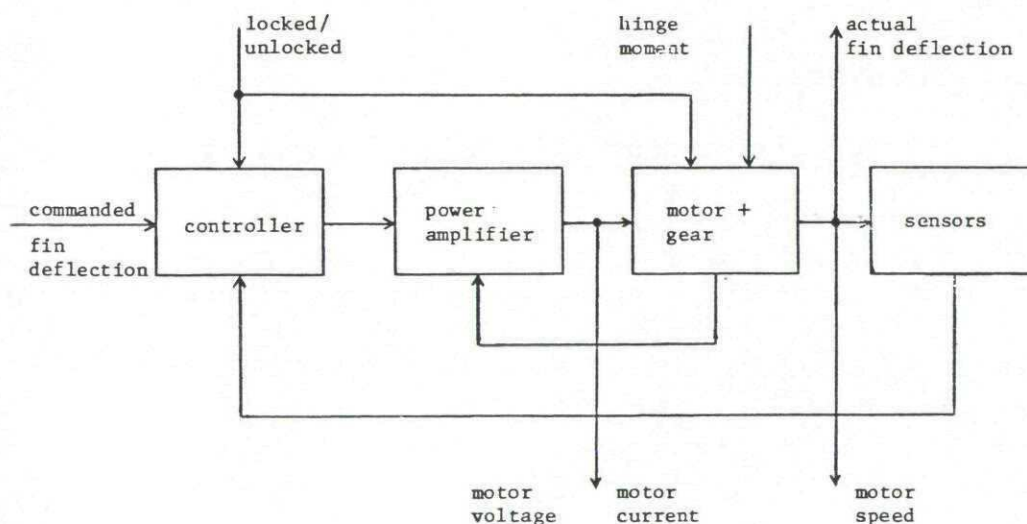 locked/
unlocked
hinge
moment
actual
fin deflection
commanded
fin
deflection
controller
power
amplifier
motor +
gear
sensors
motor
voltage
motor
current
motor
speed